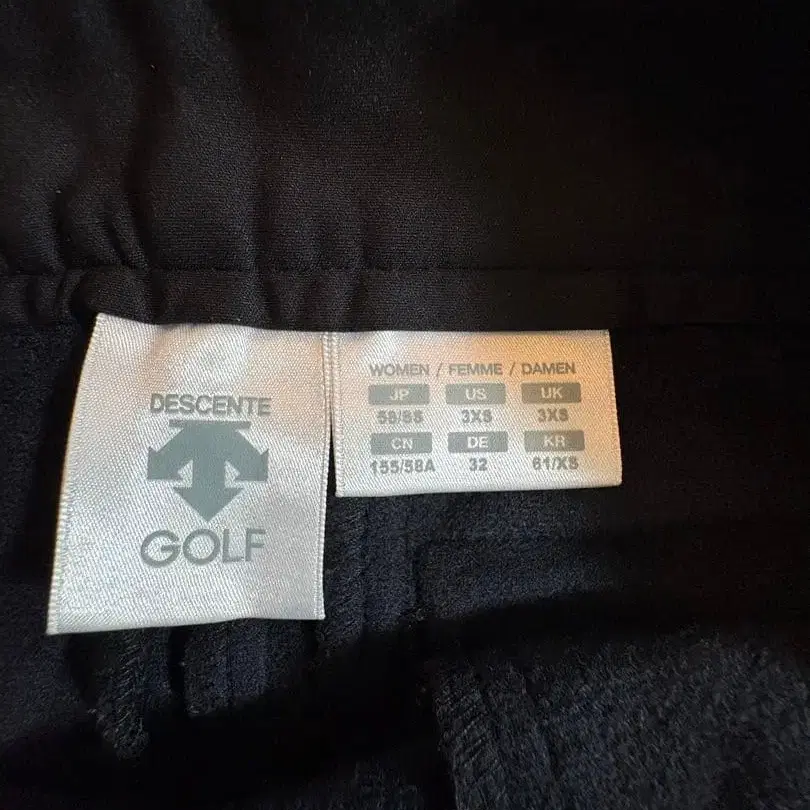 DESCENTE
GOLF
WOMEN / FEMME / DAMEN
JP US UK
58/SS 3XS 3XS
CN DE KR
155/58A 32 61/XS